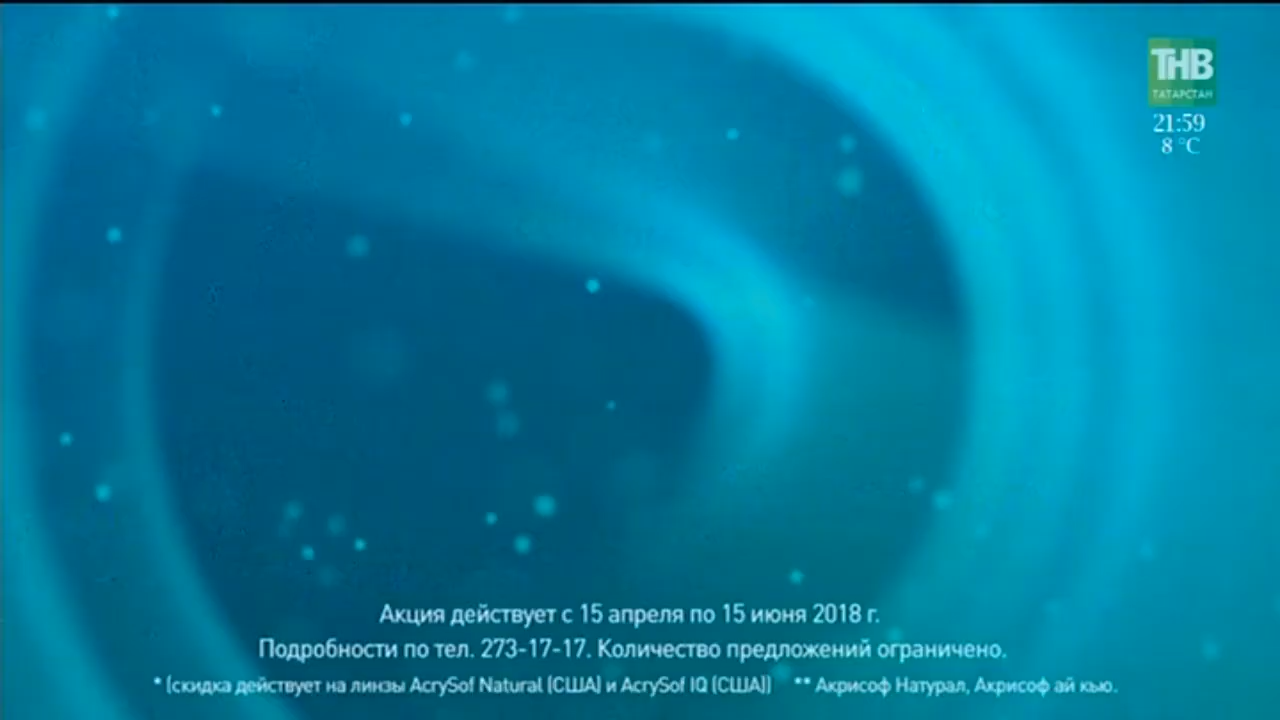 ТНВ
ТАТАРСТАН
21:59
8 °C
Акция действует с 15 апреля по 15 июня 2018 г.
Подробности по тел. 273-17-17. Количество предложений ограничено.
* (скидка действует на линзы AcrySof Natural (США) и AcrySof IQ (США)) ** Акрисоф Натурал, Акрисоф ай кью.